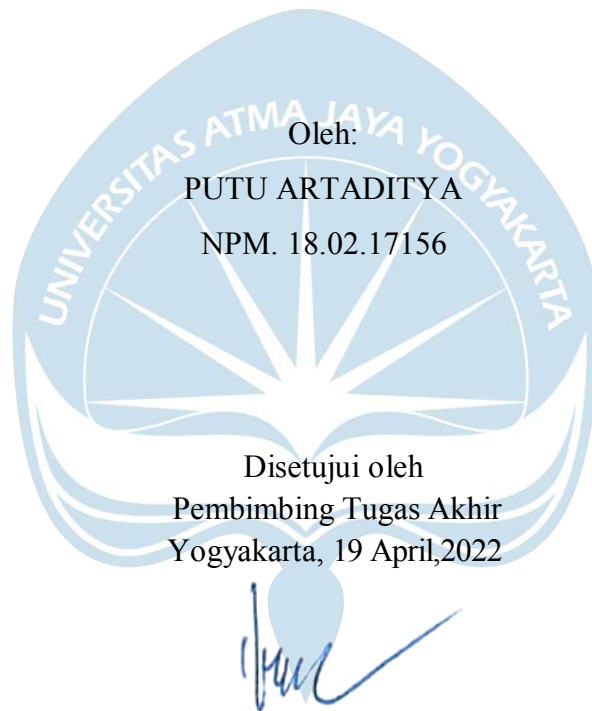 UNIVERSITAS ATMA JAYA YOGYAKARTA
Oleh:
PUTU ARTADITYA
NPM. 18.02.17156
Disetujui oleh
Pembimbing Tugas Akhir
Yogyakarta, 19 April,2022